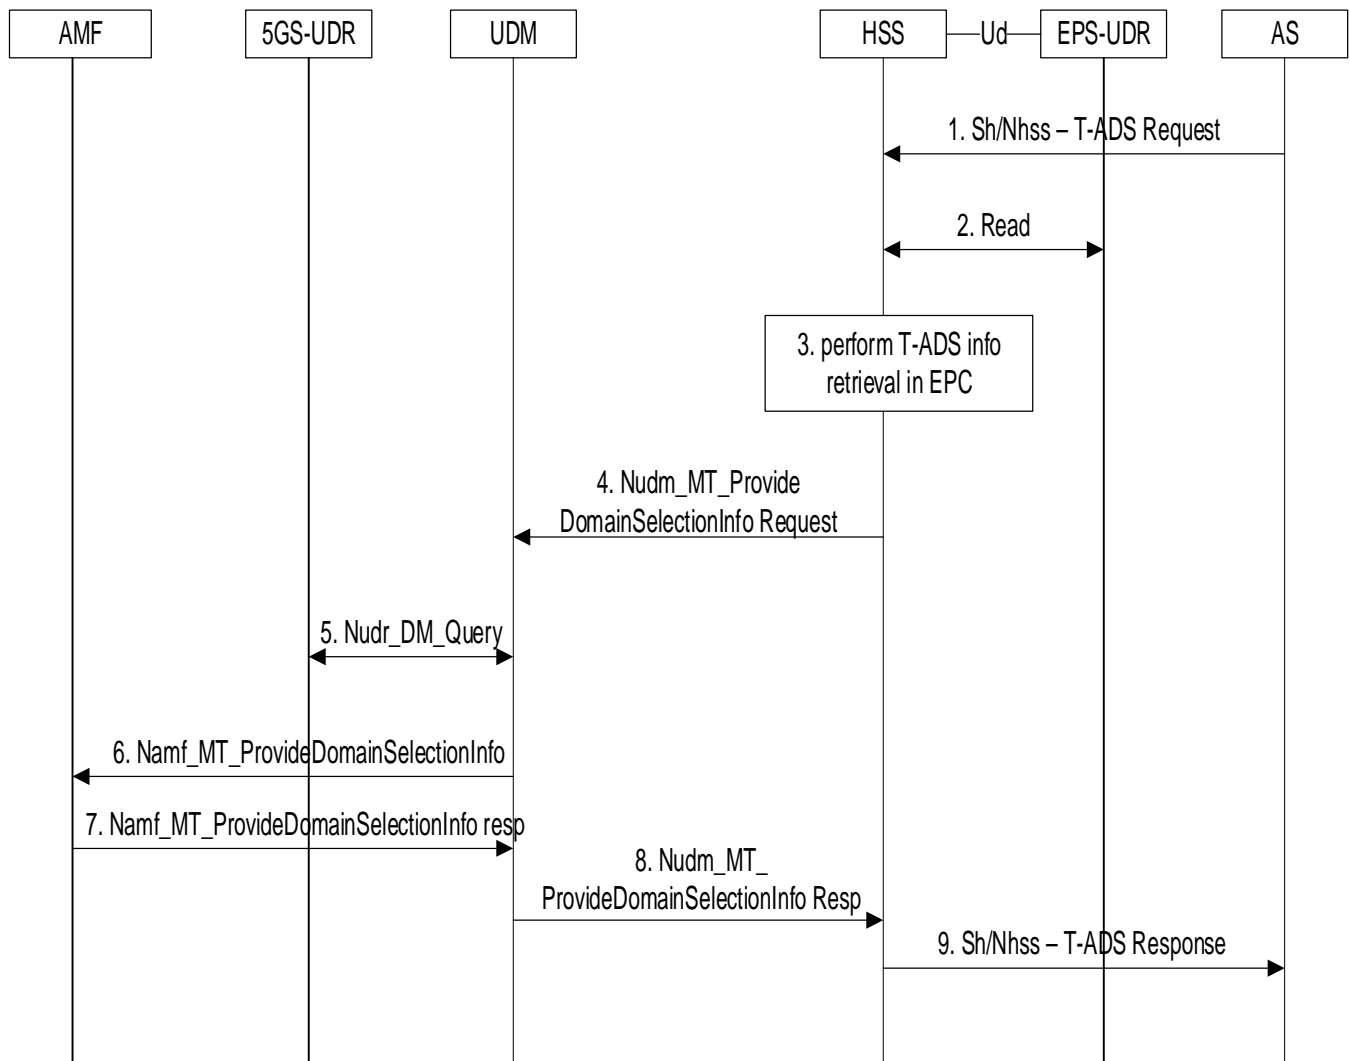 AMF
5GS-UDR
UDM
HSS
Ud
EPS-UDR
AS
1. Sh/Nhss – T-ADS Request
2. Read
3. perform T-ADS info
retrieval in EPC
4. Nudm_MT_Provide
DomainSelectionInfo Request
5. Nudr_DM_Query
6. Namf_MT_ProvideDomainSelectionInfo
7. Namf_MT_ProvideDomainSelectionInfo resp
8. Nudm_MT_
ProvideDomainSelectionInfo Resp
9. Sh/Nhss – T-ADS Response